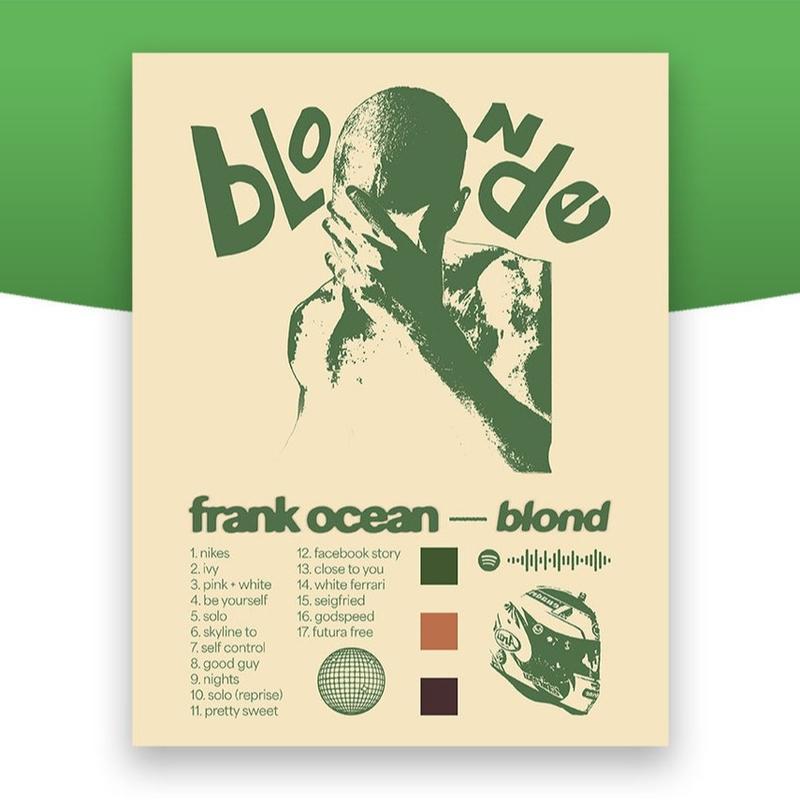 blonde
frank ocean — blond
1. nikes
2. ivy
3. pink + white
4. be yourself
5. solo
6. skyline to
7. self control
8. good guy
9. nights
10. solo (reprise)
11. pretty sweet
12. facebook story
13. close to you
14. white ferrari
15. seigfried
16. godspeed
17. futura free